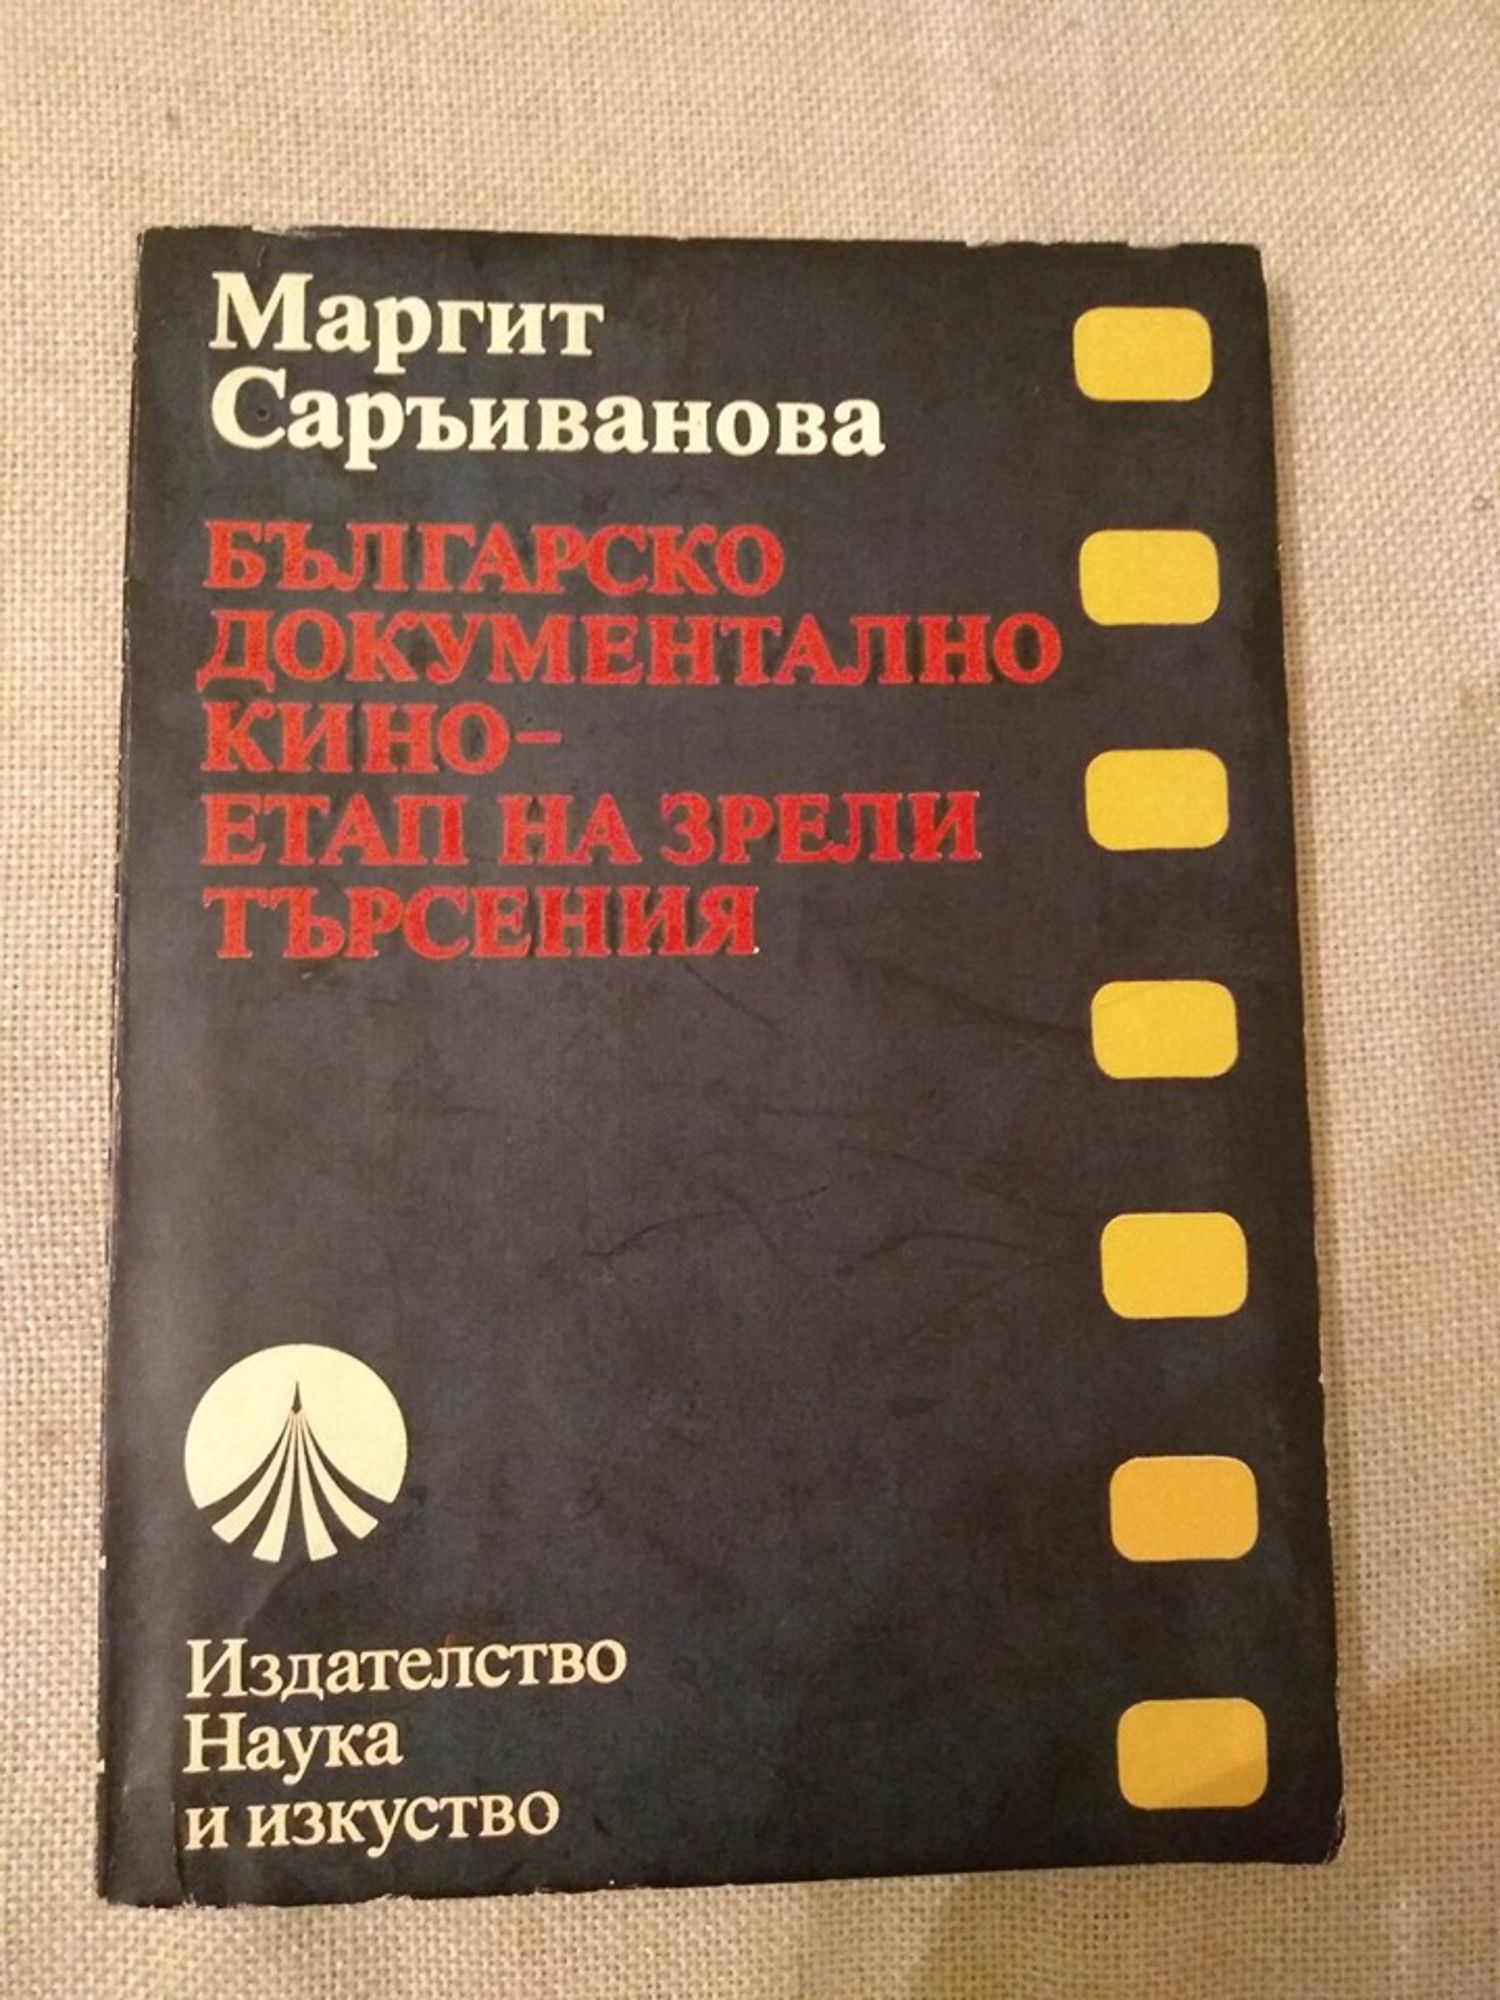 Маргит
Саръиванова
БЪЛГАРСКО
ДОКУМЕНТАЛНО
КИНО–
ЕТАП НА ЗРЕЛИ
ТЪРСЕНИЯ
Издателство
Наука
и изкуство